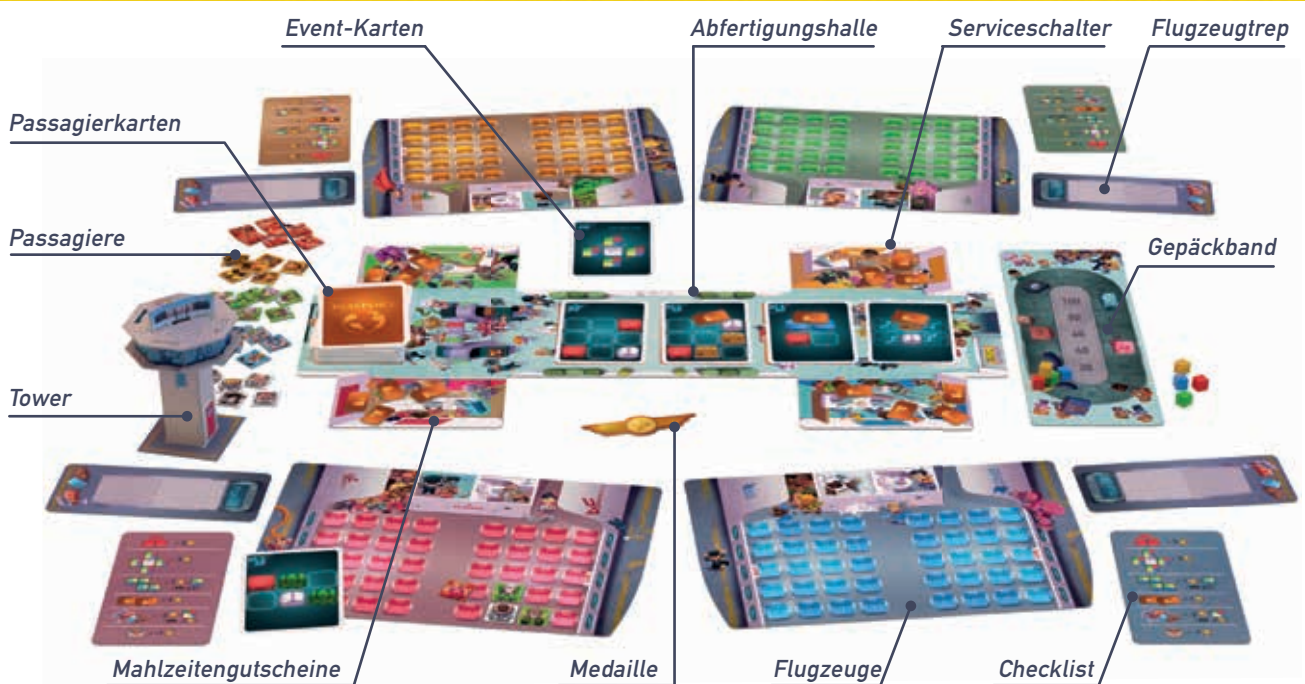 Event-Karten
Abfertigungshalle
Serviceschalter
Flugzeugtrep
Passagierkarten
Passagiere
Gepäckband
Tower
Mahlzeitengutscheine
Medaille
Flugzeuge
Checklist